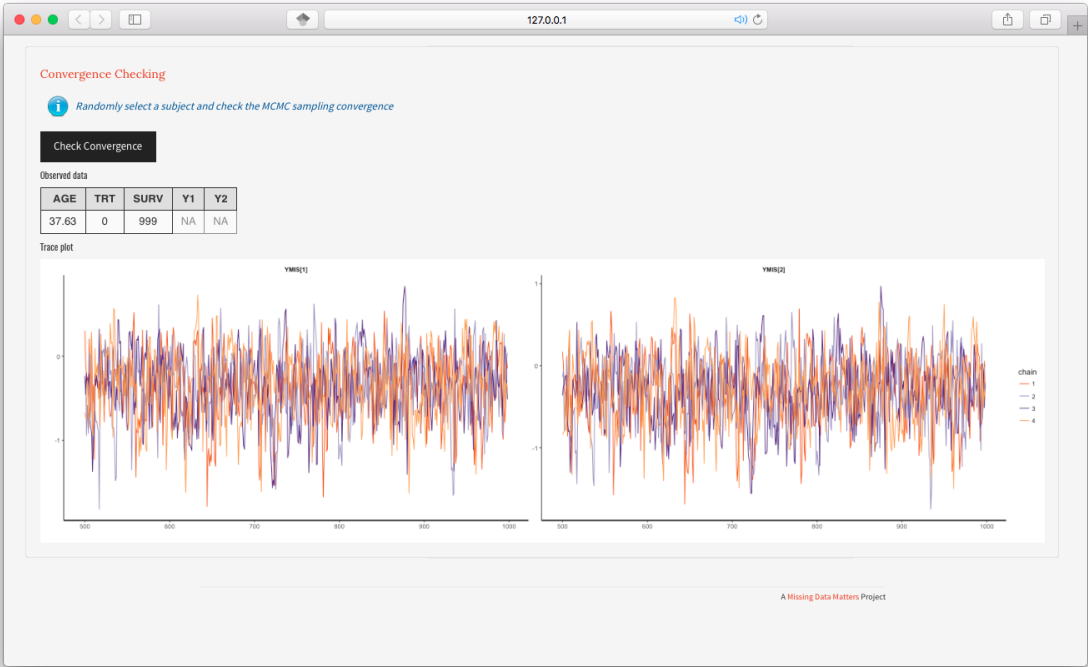 127.0.0.1
Convergence Checking
i Randomly select a subject and check the MCMC sampling convergence
Check Convergence
Observed data
AGE TRT SURV Y1 Y2
37.63 0 999 NA NA
Trace plot
YMIS[1] YMIS[2]
1
0 0
-1 -1
chain
1
2
3
4
500 600 700 800 900 1000 500 600 700 800 900 1000
A Missing Data Matters Project